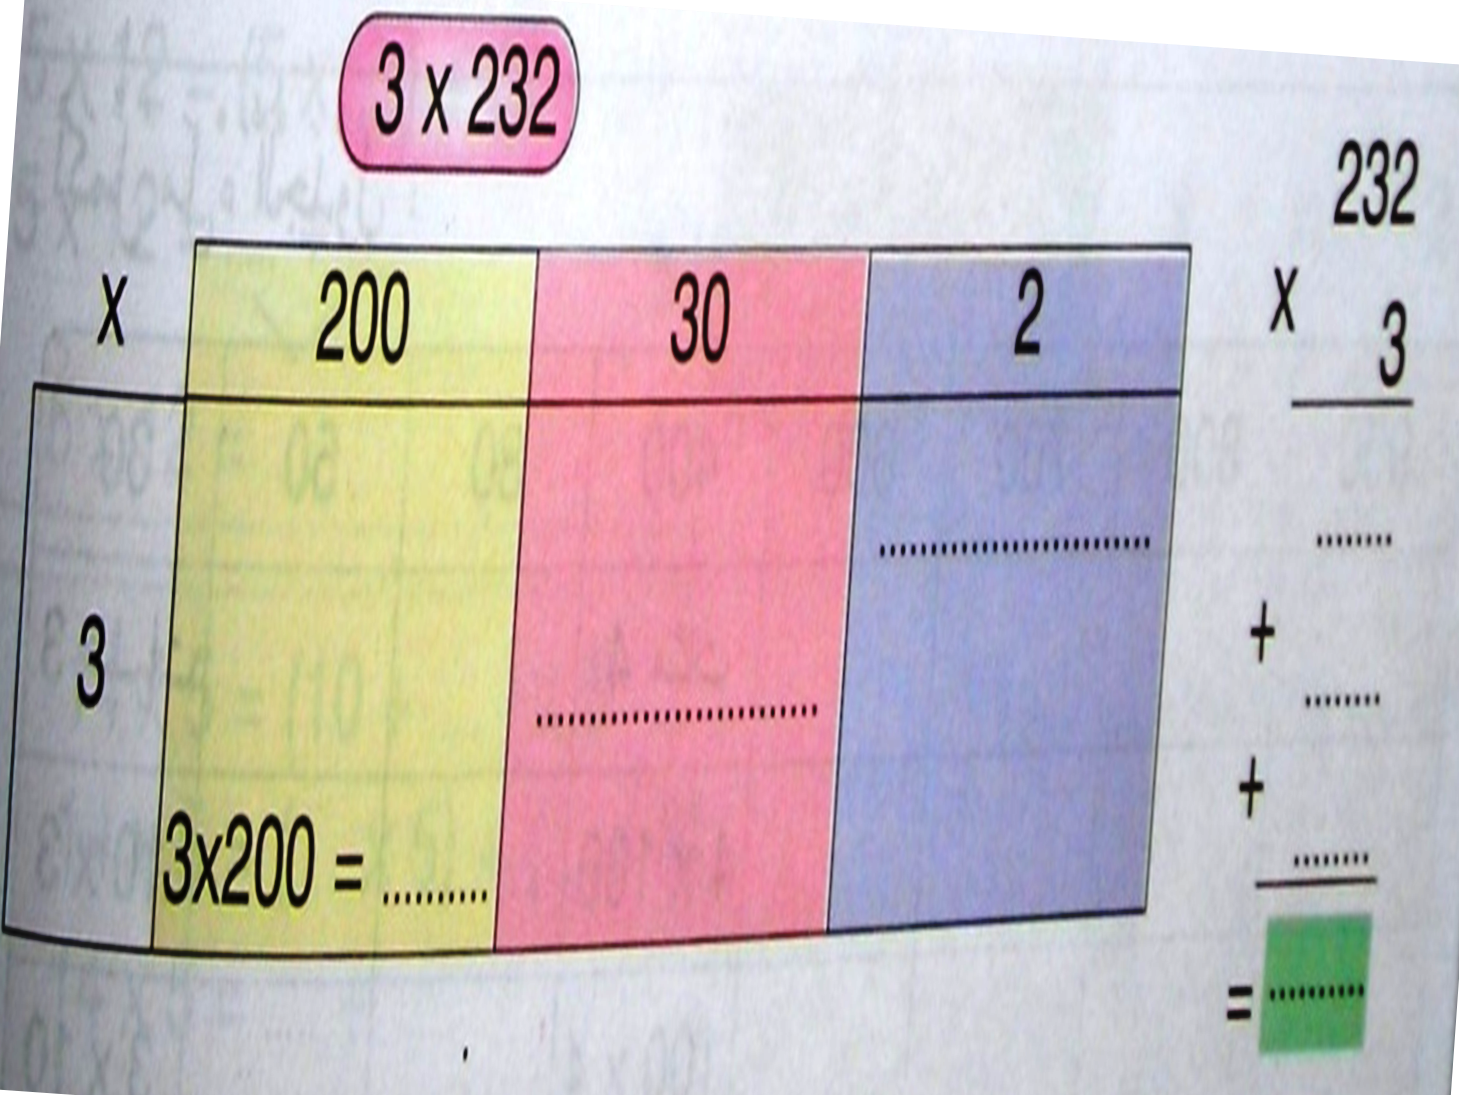 3 x 232
x 200 30 2
3
3x200 = ..........
..........................
..........................
232
x 3
........
+ ........
+ ........
= ..........